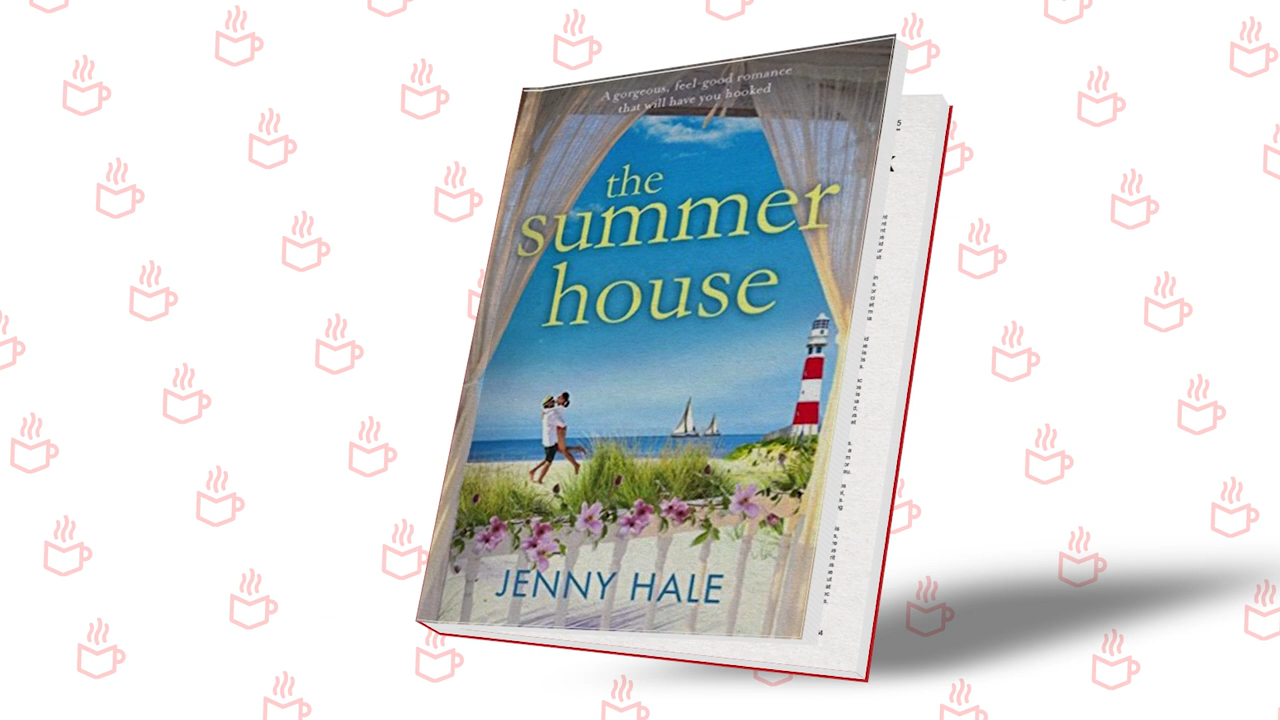 A gorgeous, feel-good romance
that will have you hooked
the
summer
house
JENNY HALE